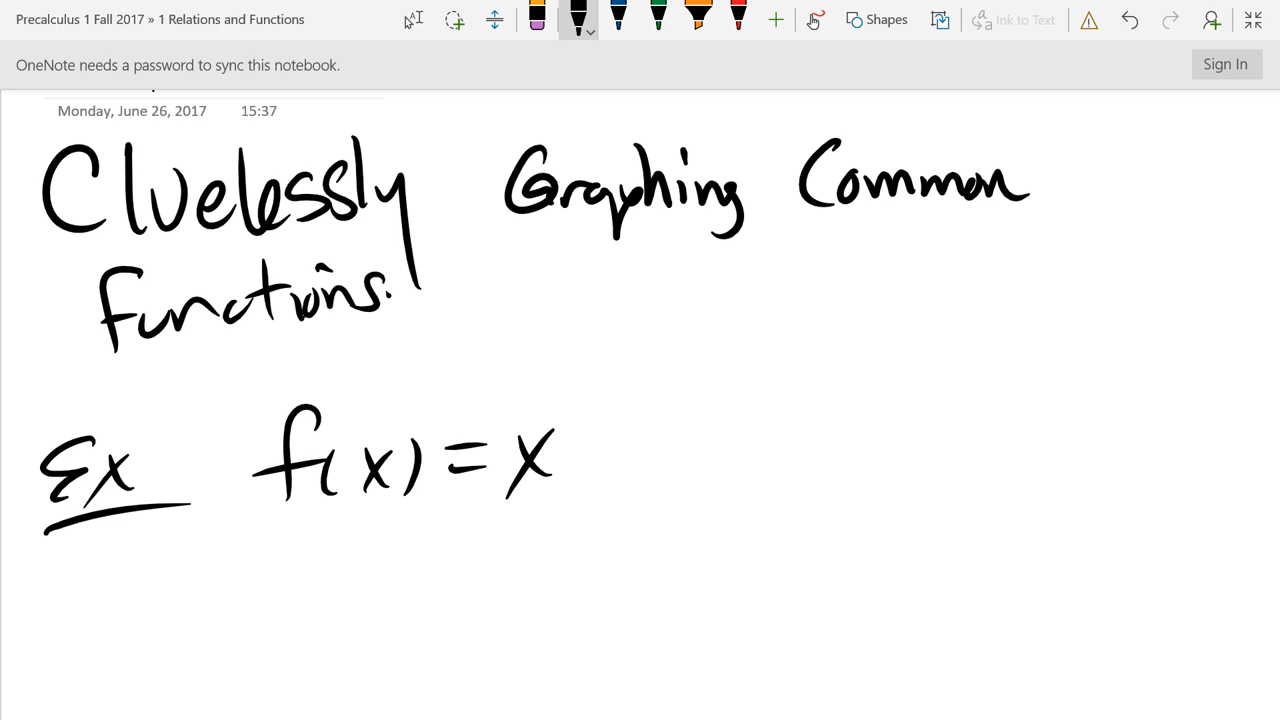 Precalculus 1 Fall 2017 » 1 Relations and Functions
Shapes
Ink to Text
OneNote needs a password to sync this notebook.
Sign In
Monday, June 26, 2017 15:37
Cluelessly Graphing Common
Functions.
Ex f(x) = x